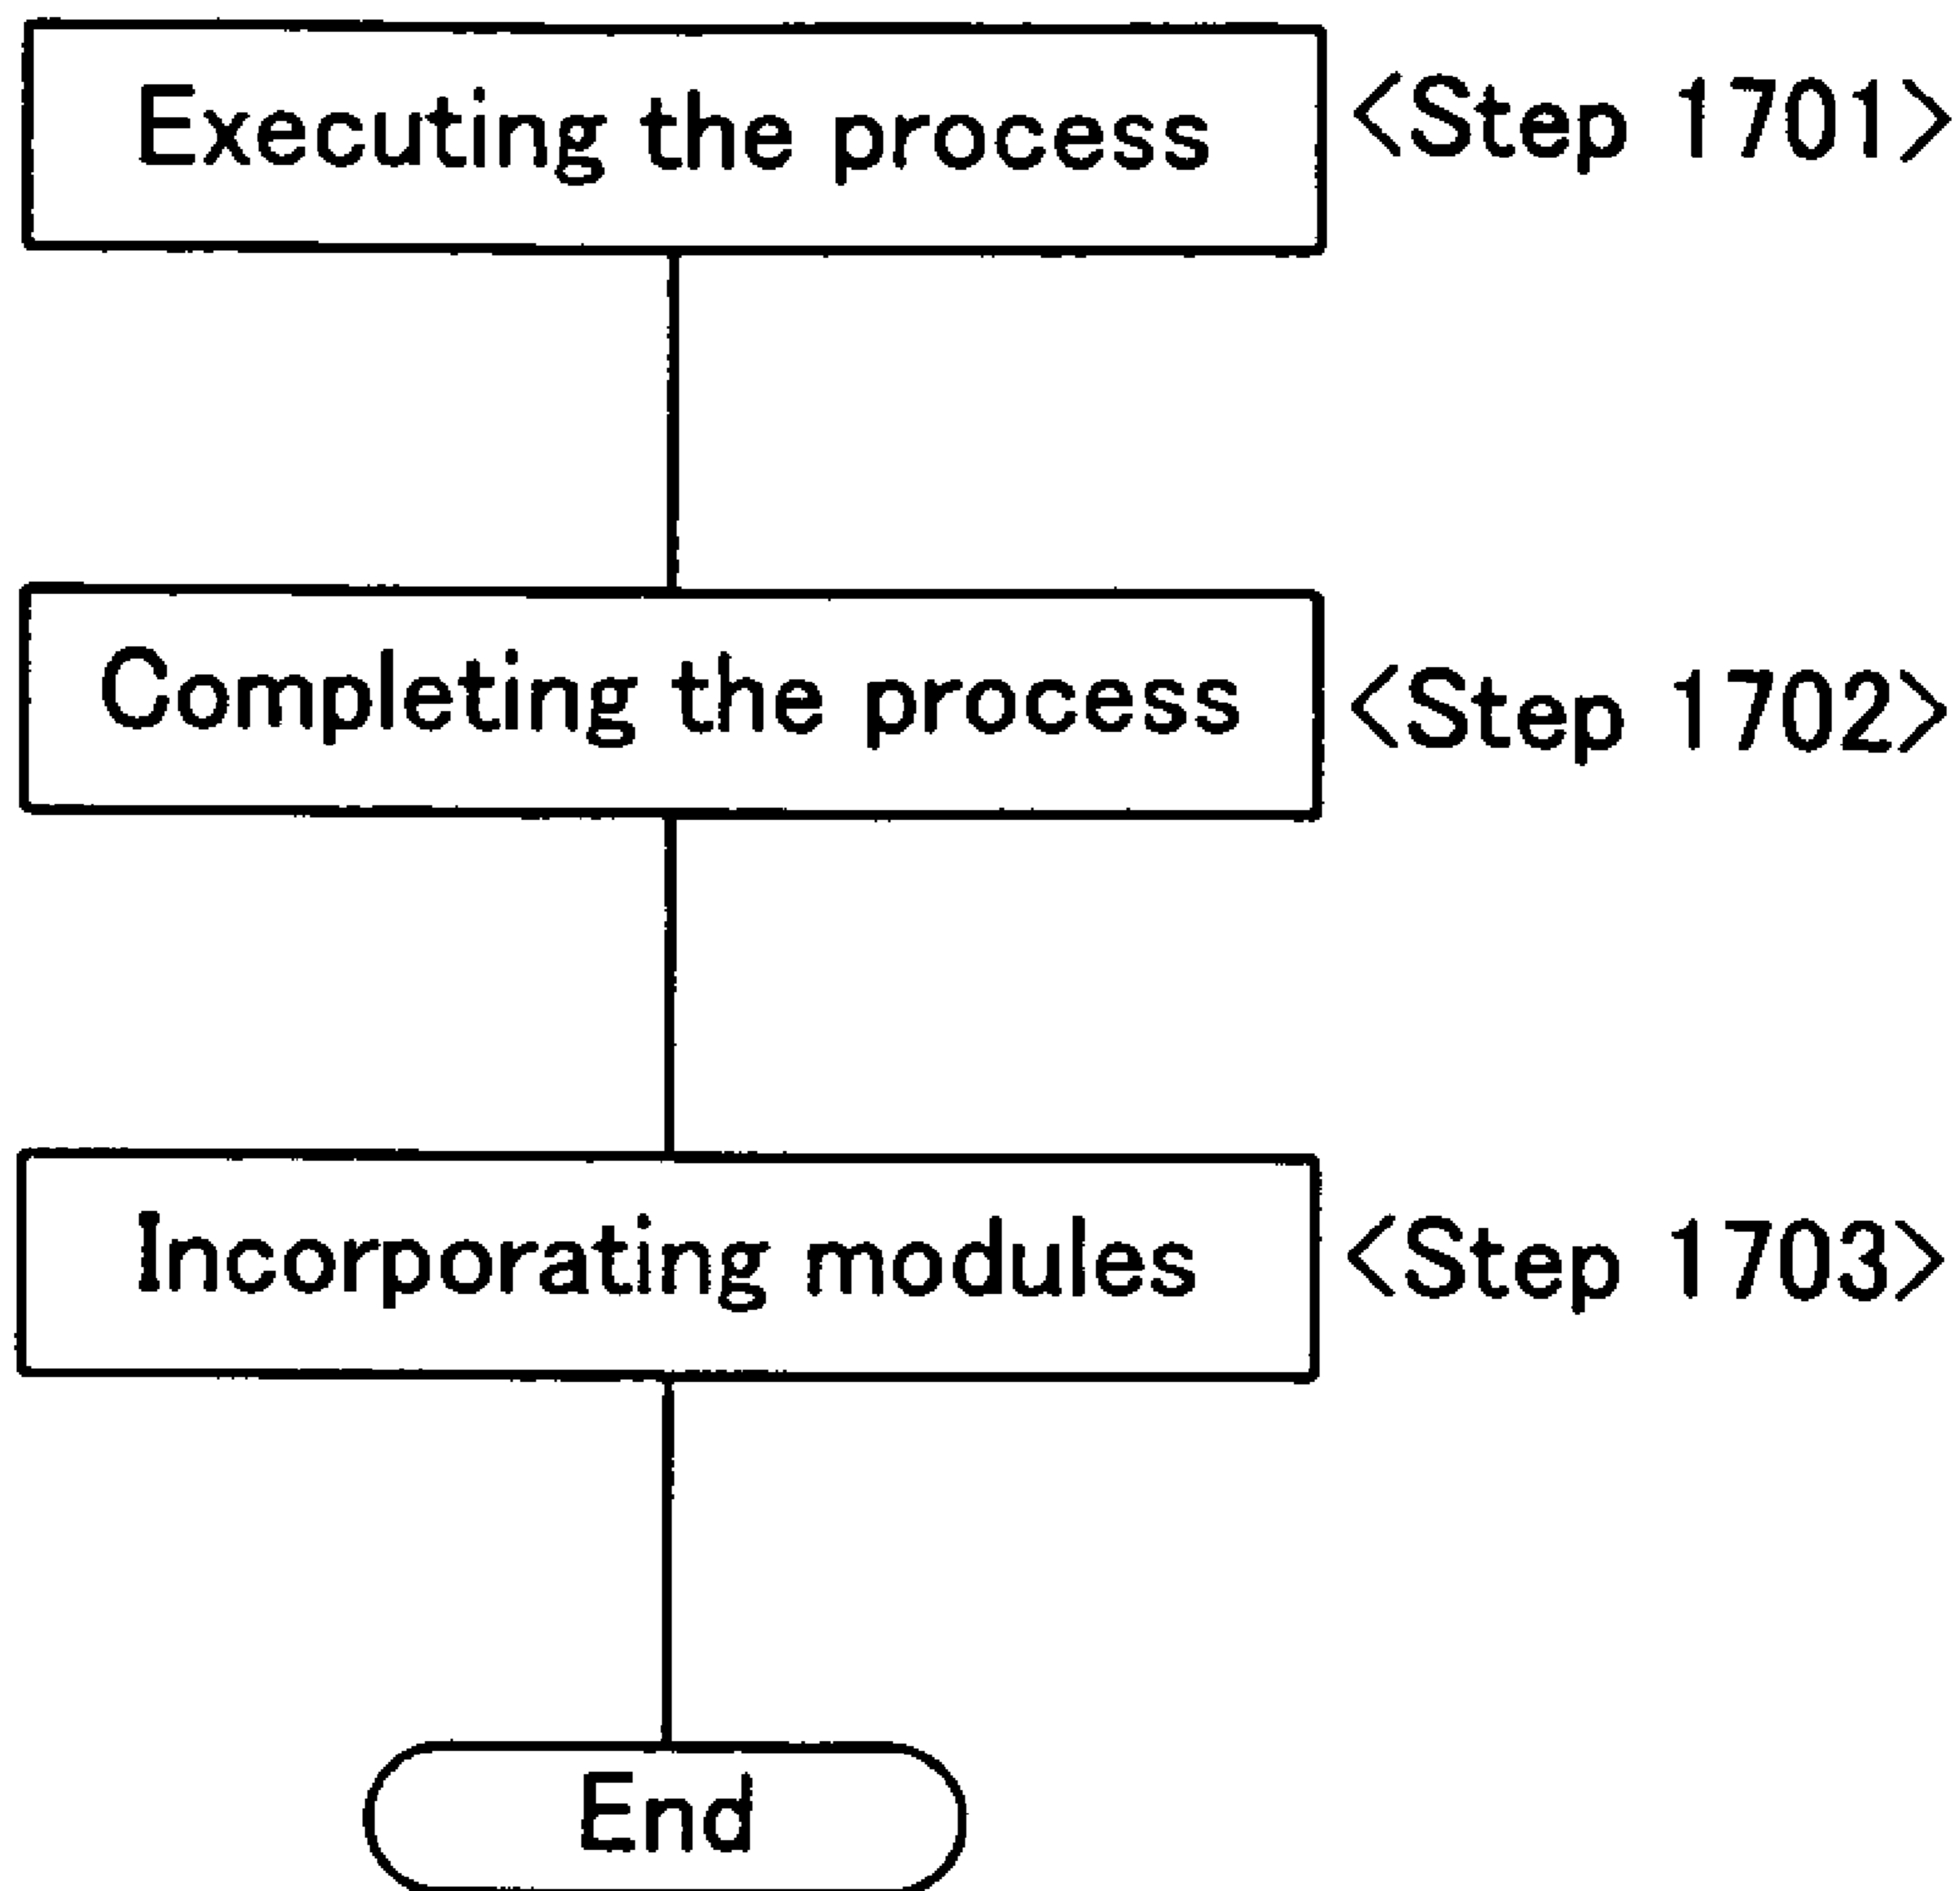 Executing the process <Step 1701>
Completing the process <Step 1702>
Incorporating modules <Step 1703>
End